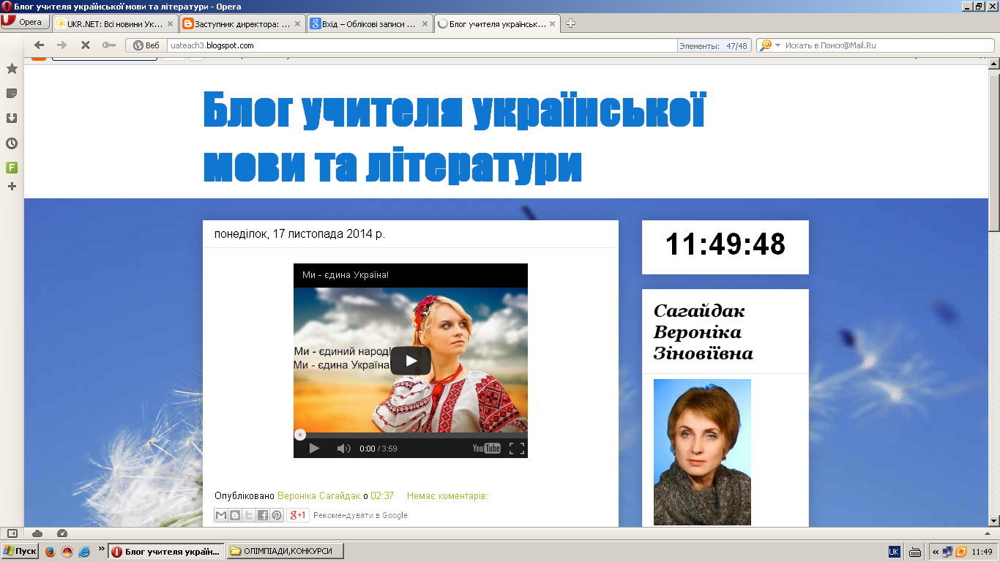 Блог учителя української мови та літератури - Opera
Opera
UKR.NET: Всі новини Ук...
Заступник директора: ...
Вхід – Облікові записи ...
Блог учителя українськ...
Веб
uateach3.blogspot.com
Элементы: 47/48
Искать в Поиск@Mail.Ru
Блог учителя української
мови та літератури
понеділок, 17 листопада 2014 р.
11:49:48
Ми - єдина Україна!
Ми - єдиний народ!
Ми - єдина Україна!
0:00 / 3:59
YouTube
Сагайдак
Вероніка
Зіновіївна
Опубліковано Вероніка Сагайдак о 02:37 Немає коментарів:
g+1 Рекомендувати в Google
Пуск
»
Блог учителя україн...
ОЛІМПІАДИ,КОНКУРСИ
UK
«
11:49